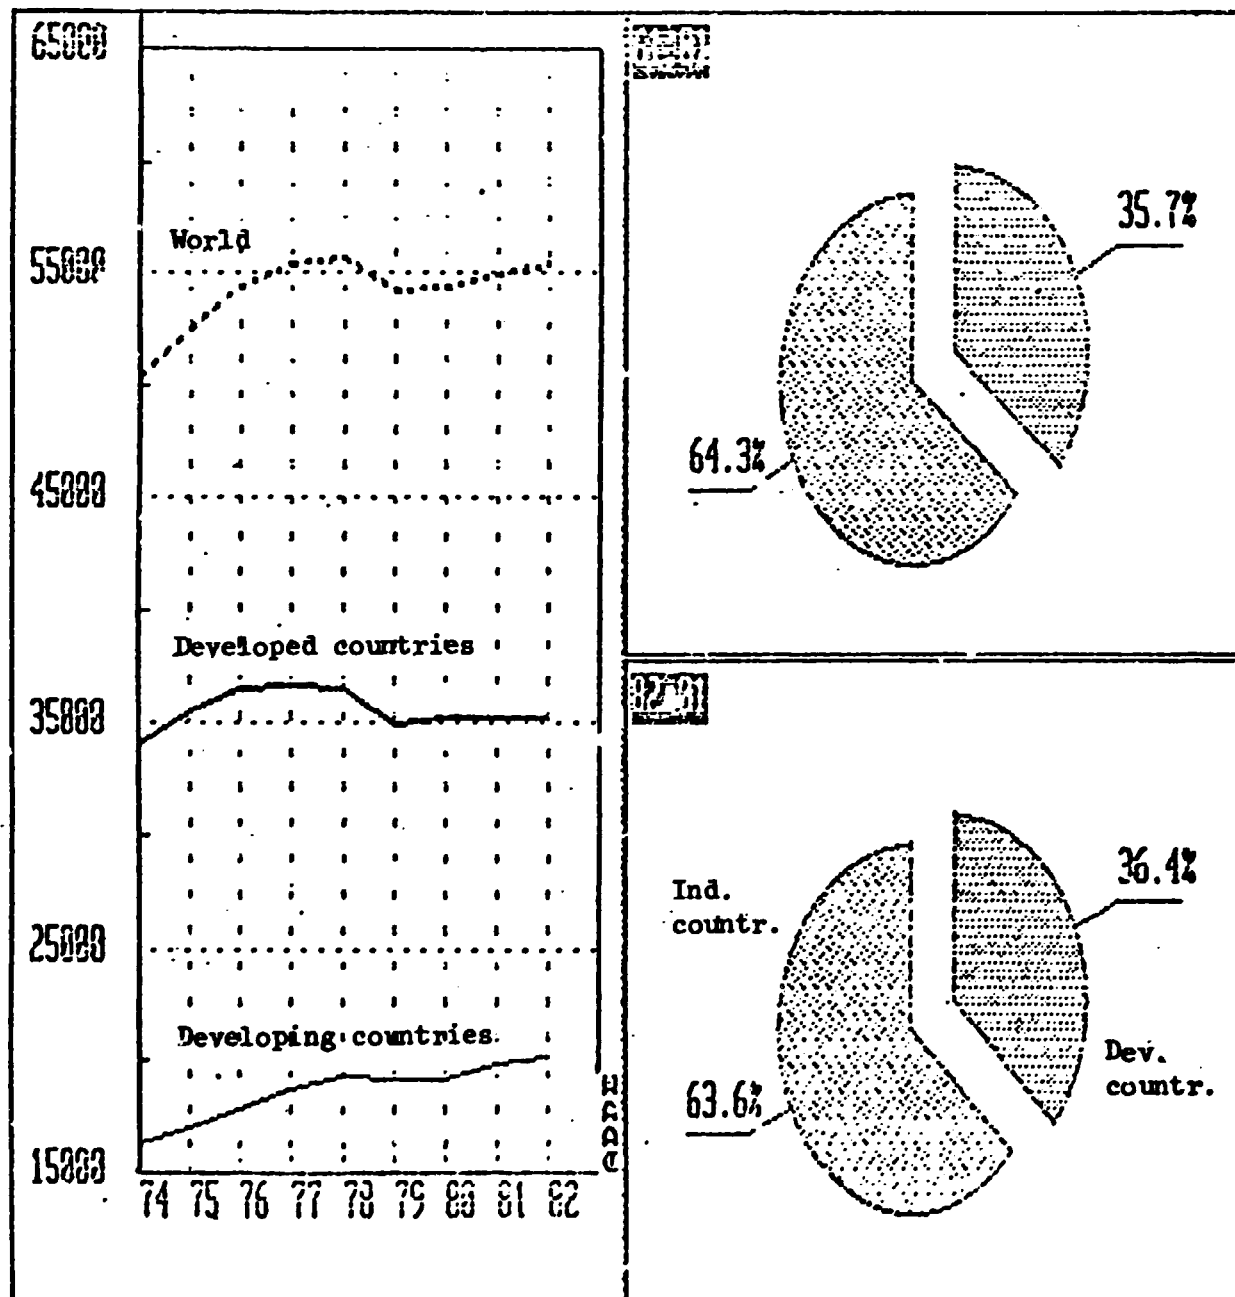 65000
World
55000
45000
Developed countries
35000
25000
Developing countries
15000
74 75 76 77 78 79 80 81 82
35.7%
64.3%
36.4%
Ind.
countr.
Dev.
countr.
63.6%